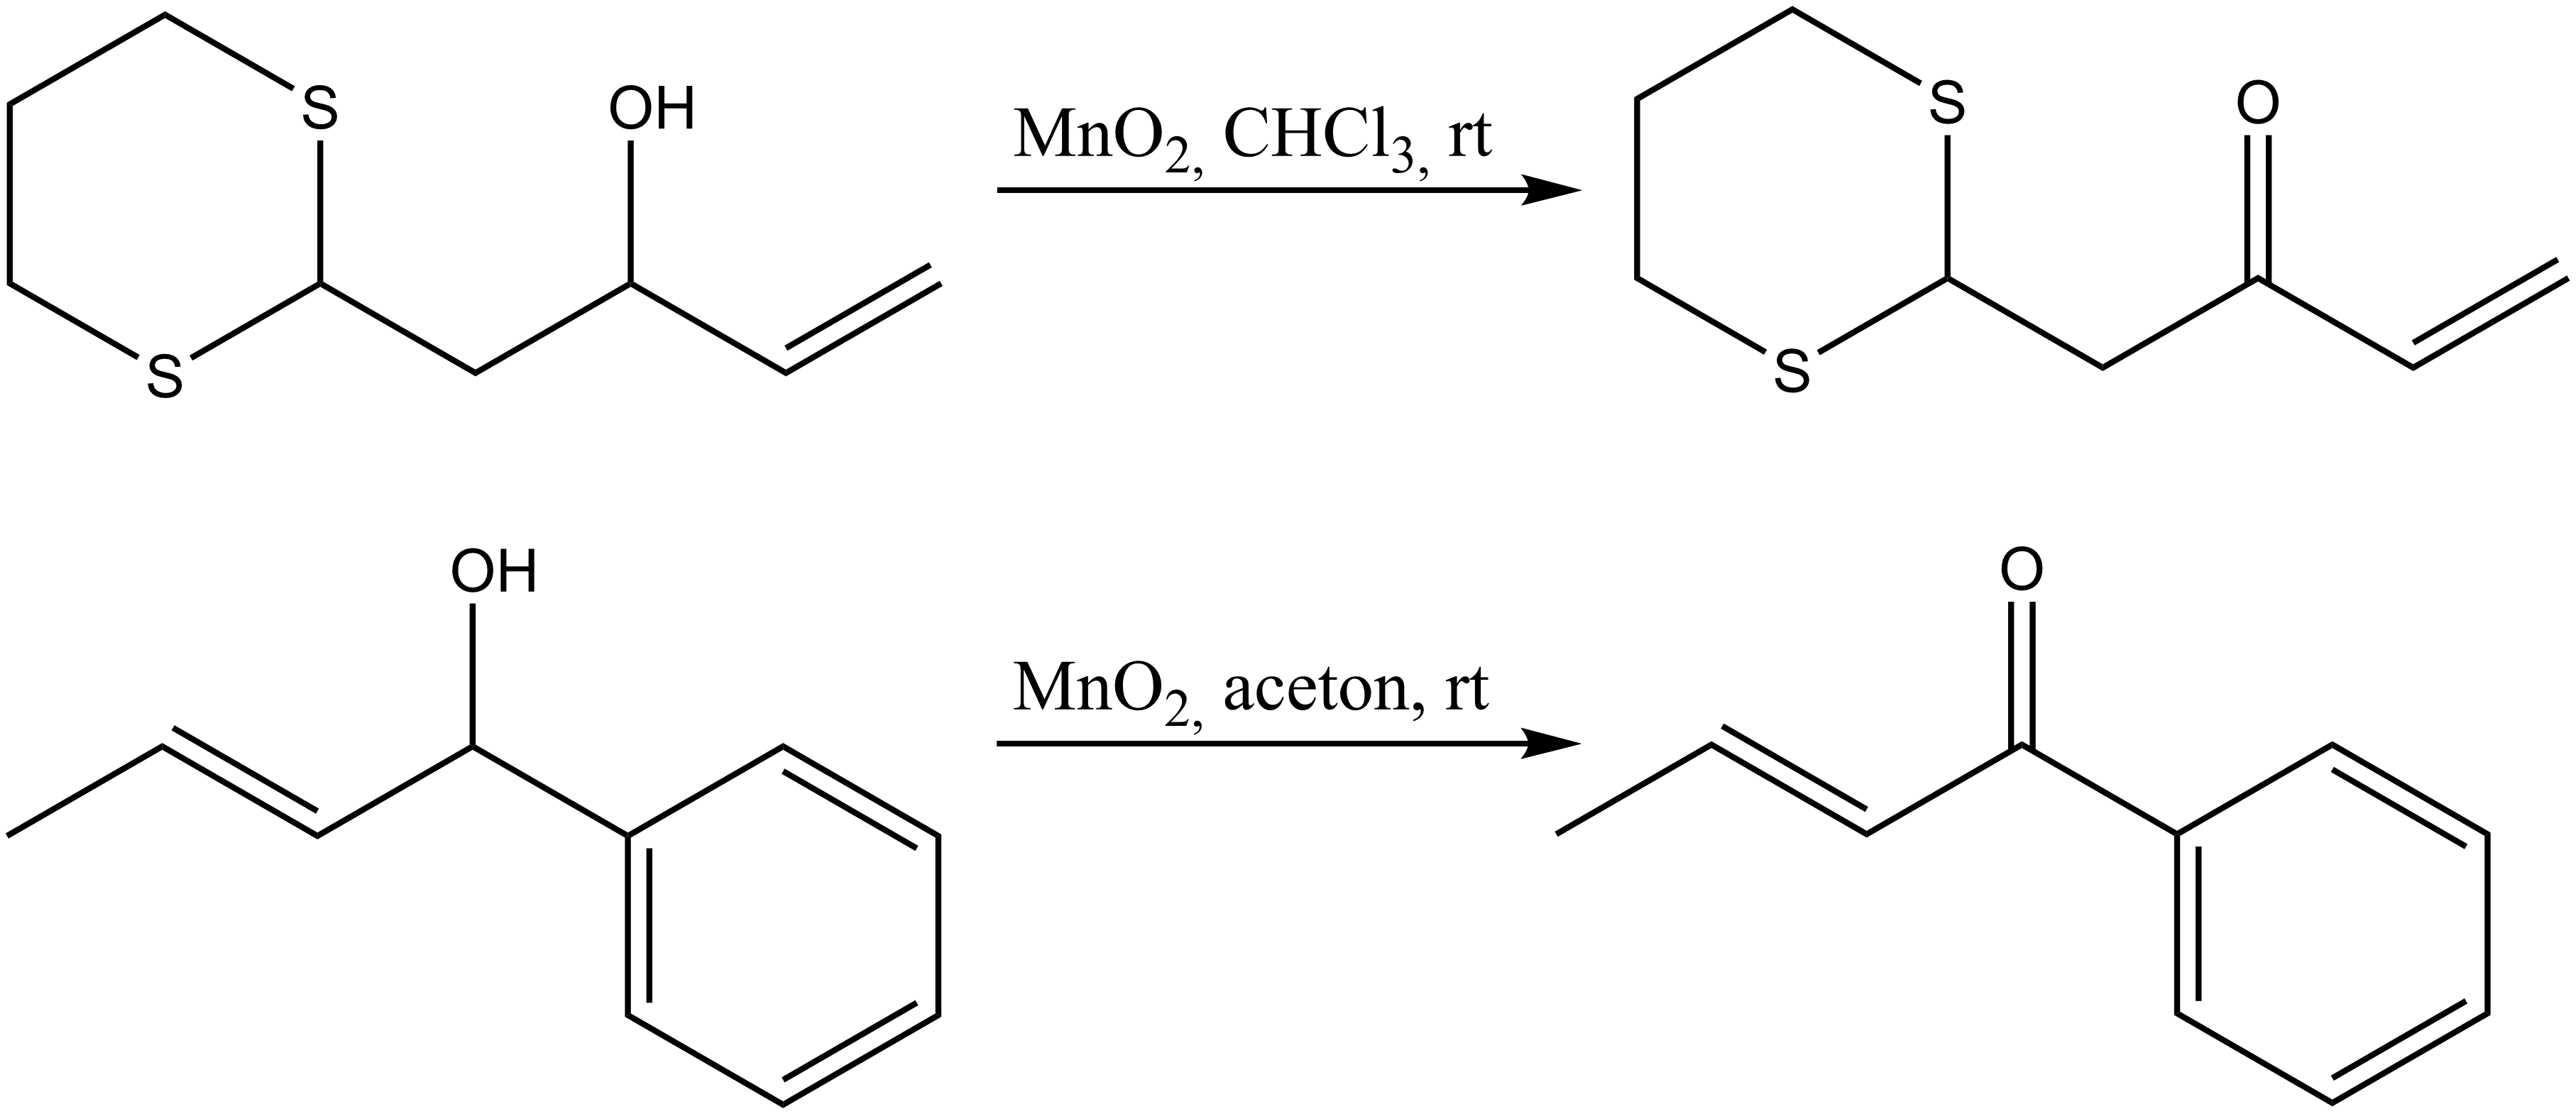 S OH MnO₂, CHCl₃, rt S O
S S
OH O
MnO₂, aceton, rt